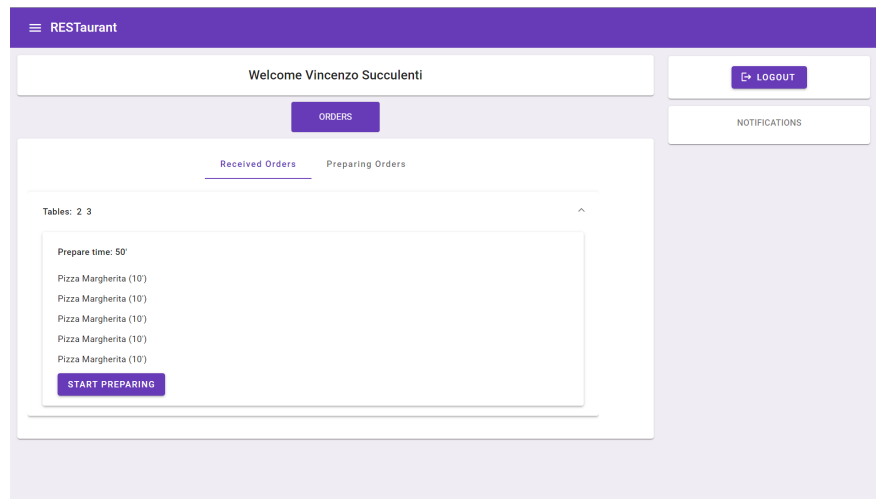 RESTaurant
Welcome Vincenzo Succulenti
LOGOUT
ORDERS
NOTIFICATIONS
Received Orders Preparing Orders
Tables: 2 3
Prepare time: 50'
Pizza Margherita (10')
Pizza Margherita (10')
Pizza Margherita (10')
Pizza Margherita (10')
Pizza Margherita (10')
START PREPARING